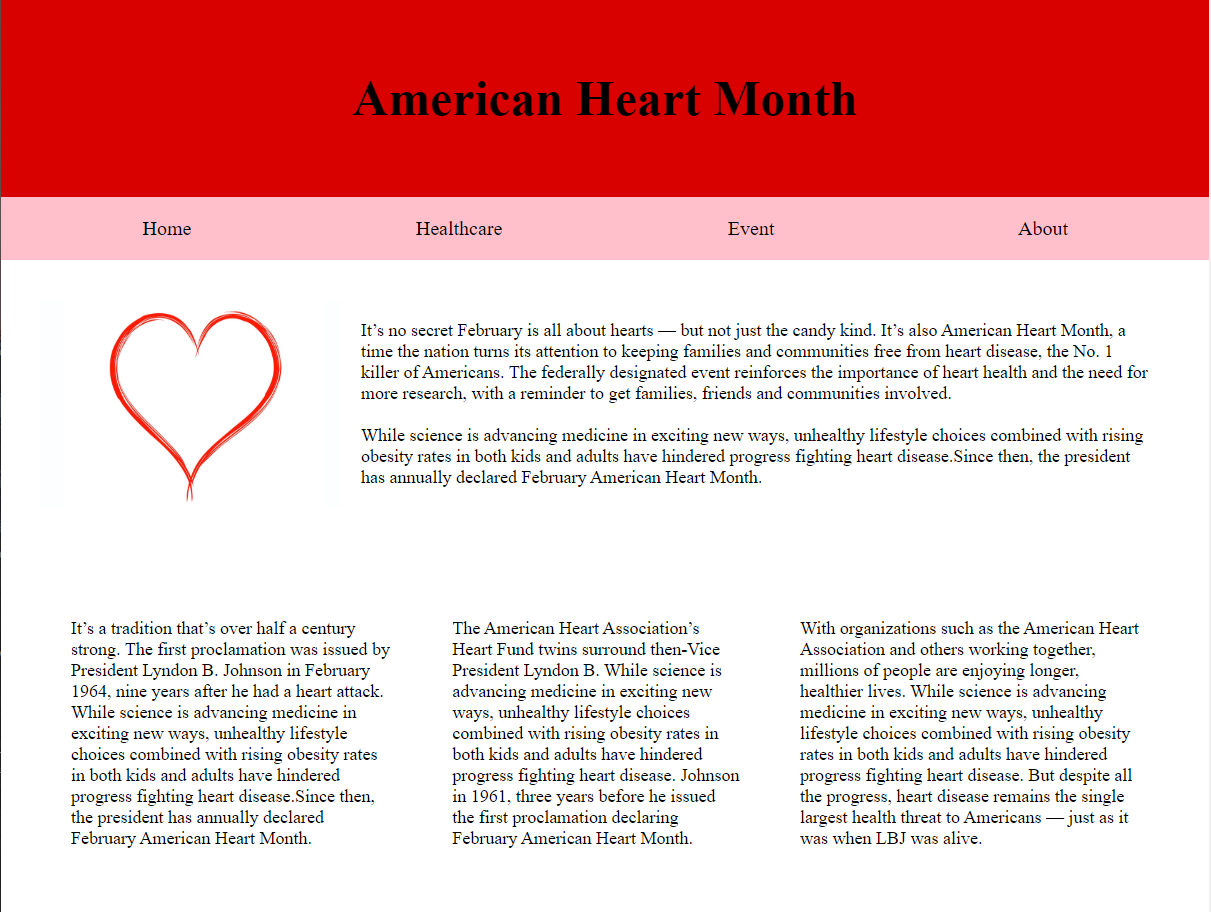 American Heart Month
Home Healthcare Event About
It’s no secret February is all about hearts — but not just the candy kind. It’s also American Heart Month, a
time the nation turns its attention to keeping families and communities free from heart disease, the No. 1
killer of Americans. The federally designated event reinforces the importance of heart health and the need for
more research, with a reminder to get families, friends and communities involved.
While science is advancing medicine in exciting new ways, unhealthy lifestyle choices combined with rising
obesity rates in both kids and adults have hindered progress fighting heart disease.Since then, the president
has annually declared February American Heart Month.
It’s a tradition that’s over half a century
strong. The first proclamation was issued by
President Lyndon B. Johnson in February
1964, nine years after he had a heart attack.
While science is advancing medicine in
exciting new ways, unhealthy lifestyle
choices combined with rising obesity rates
in both kids and adults have hindered
progress fighting heart disease.Since then,
the president has annually declared
February American Heart Month.
The American Heart Association’s
Heart Fund twins surround then-Vice
President Lyndon B. While science is
advancing medicine in exciting new
ways, unhealthy lifestyle choices
combined with rising obesity rates in
both kids and adults have hindered
progress fighting heart disease. Johnson
in 1961, three years before he issued
the first proclamation declaring
February American Heart Month.
With organizations such as the American Heart
Association and others working together,
millions of people are enjoying longer,
healthier lives. While science is advancing
medicine in exciting new ways, unhealthy
lifestyle choices combined with rising obesity
rates in both kids and adults have hindered
progress fighting heart disease. But despite all
the progress, heart disease remains the single
largest health threat to Americans — just as it
was when LBJ was alive.